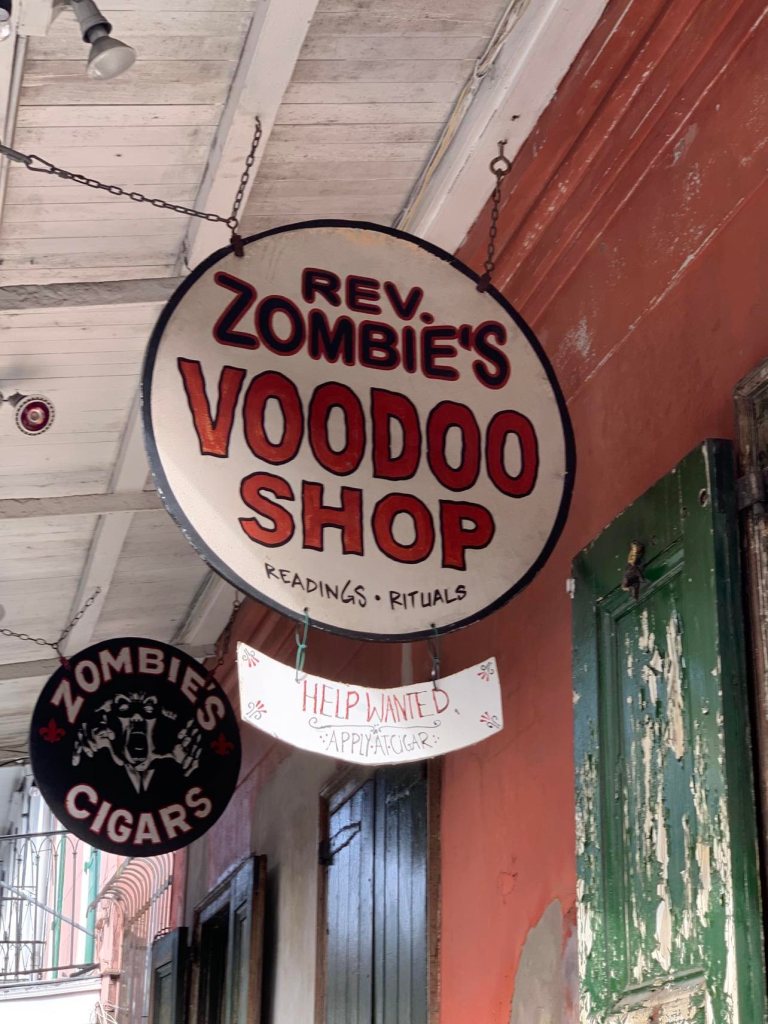 REV.
ZOMBIE'S
VOODOO
SHOP
READINGS • RITUALS
HELP WANTED.
APPLY·AT·CIGAR
ZOMBIE'S
CIGARS